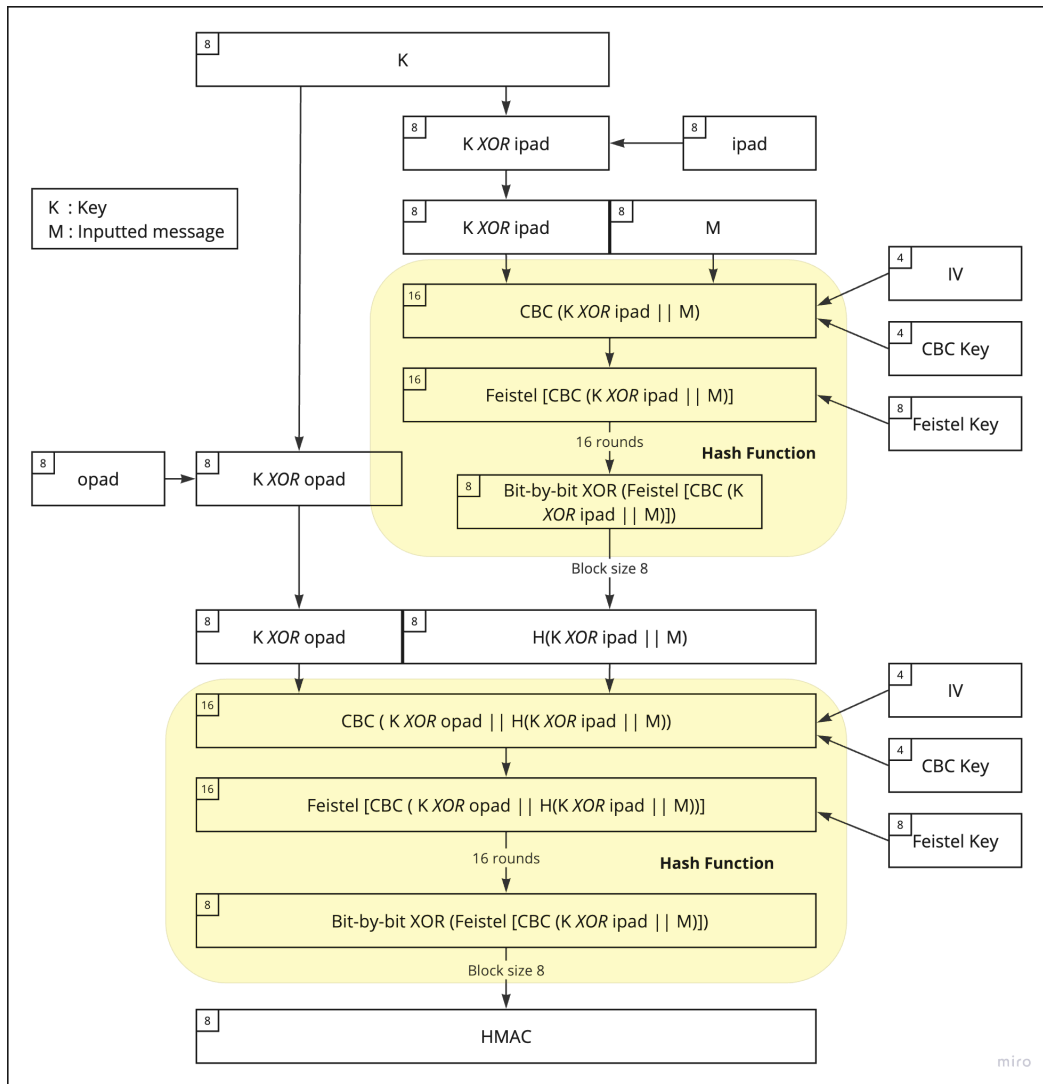 8
K
8
K XOR ipad
8
ipad
K : Key
M : Inputted message
8
K XOR ipad
8
M
4
IV
16
CBC (K XOR ipad || M)
4
CBC Key
16
Feistel [CBC (K XOR ipad || M)]
8
Feistel Key
16 rounds
Hash Function
8
opad
8
K XOR opad
8
Bit-by-bit XOR (Feistel [CBC (K
XOR ipad || M)])
Block size 8
8
K XOR opad
8
H(K XOR ipad || M)
4
IV
16
CBC ( K XOR opad || H(K XOR ipad || M))
4
CBC Key
16
Feistel [CBC ( K XOR opad || H(K XOR ipad || M))]
8
Feistel Key
16 rounds
Hash Function
8
Bit-by-bit XOR (Feistel [CBC (K XOR ipad || M)])
Block size 8
8
HMAC
miro